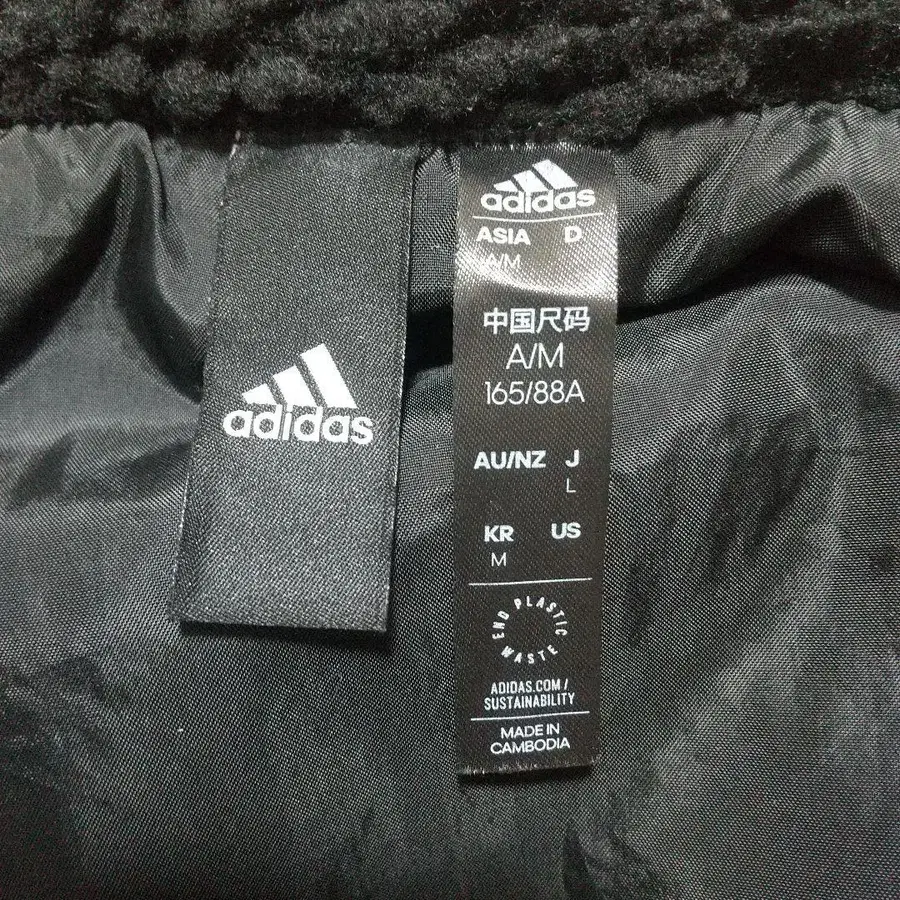 adidas
adidas
ASIA D
A/M
中国尺码
A/M
165/88A
AU/NZ J
L
KR US
M
END PLASTIC WASTE
ADIDAS.COM/
SUSTAINABILITY
MADE IN
CAMBODIA